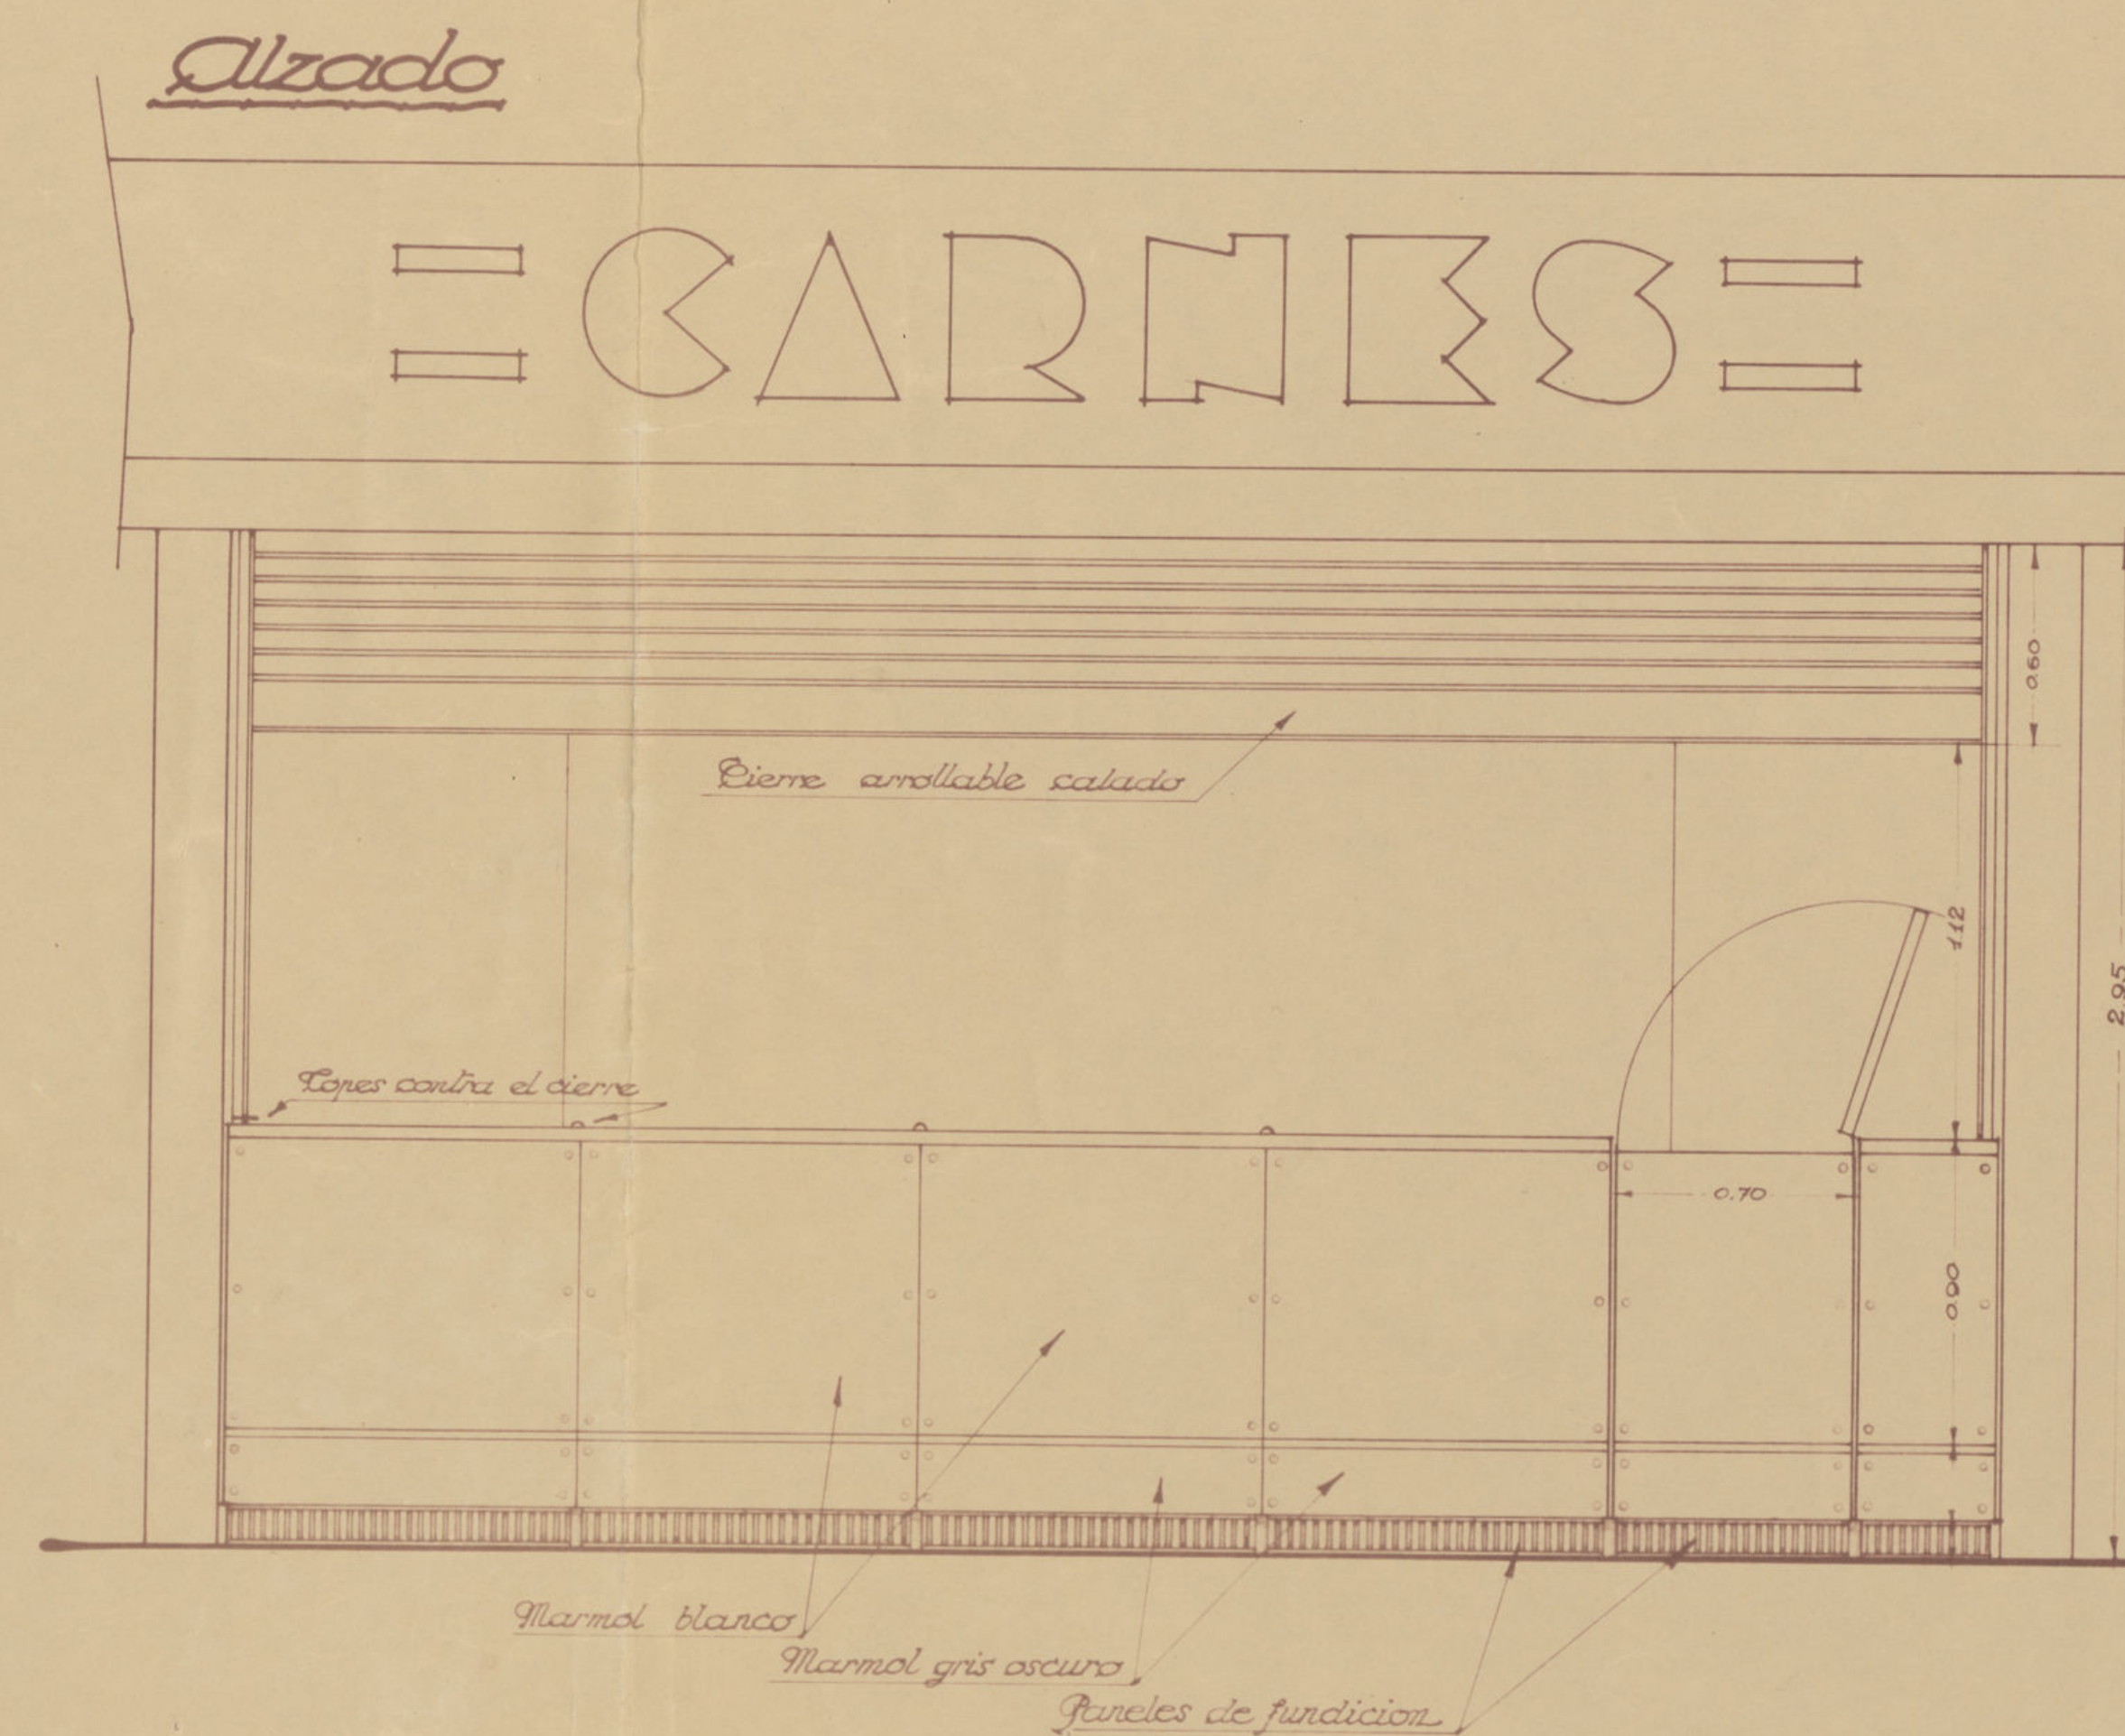 Alzado
=CARNES=
0.60
Cierre arrollable calado
1.12
2.95
Topes contra el cierre
0.70
0.90
Marmol blanco
Marmol gris oscuro
Paneles de fundicion